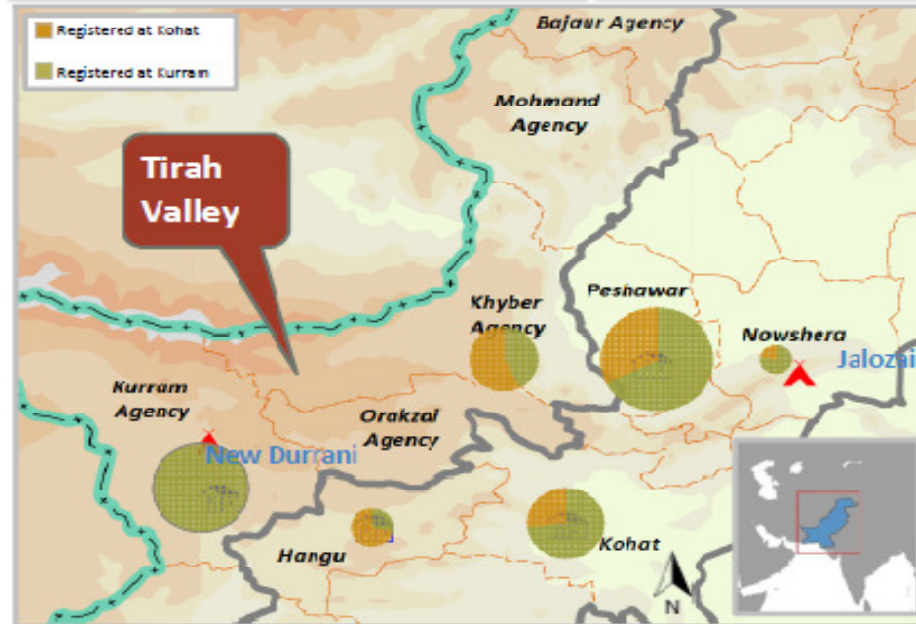 Registered at Kohat
Registered at Kurram
Bajaur Agency
Mohmand
Agency
Tirah
Valley
Khyber
Agency
Peshawar
Nowshera
Jalozai
Kurram
Agency
Orakzai
Agency
New Durrani
Hangu
Kohat
N